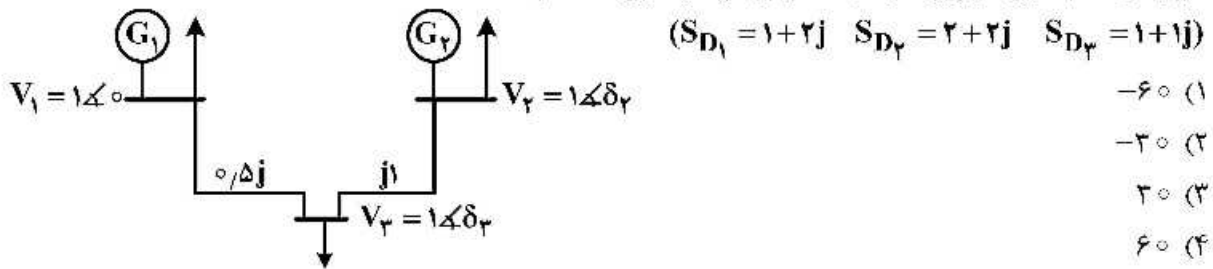 (S_D₁ = ۱+۲j   S_D₂ = ۲+۲j   S_D₃ = ۱+۱j)
G₁
G₂
V₁ = ۱∡۰
V₂ = ۱∡δ₂
۰/۵j
j۱
V₃ = ۱∡δ₃
۱) ۶۰−
۲) ۳۰−
۳) ۳۰
۴) ۶۰